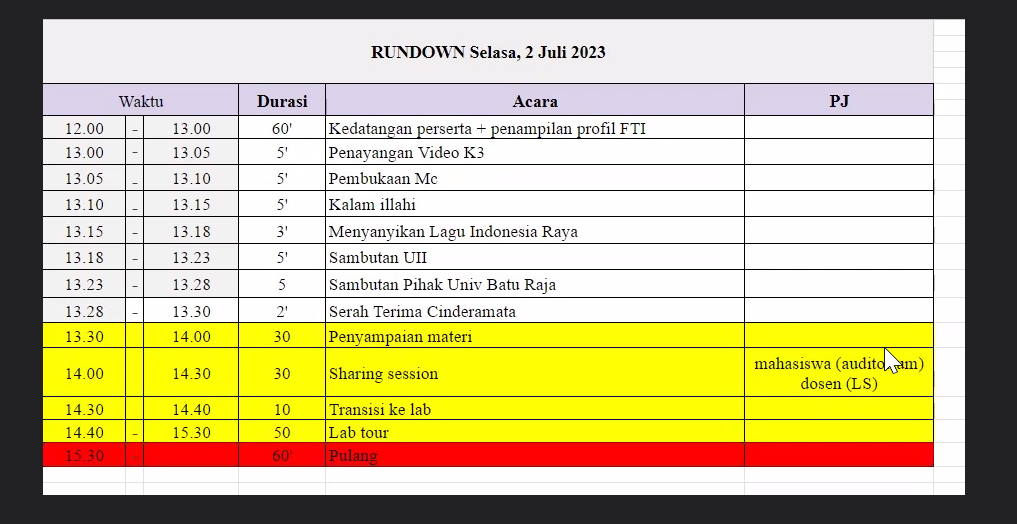 RUNDOWN Selasa, 2 Juli 2023
Waktu Durasi Acara PJ
12.00 - 13.00 60' Kedatangan perserta + penampilan profil FTI
13.00 - 13.05 5' Penayangan Video K3
13.05 - 13.10 5' Pembukaan Mc
13.10 - 13.15 5' Kalam illahi
13.15 - 13.18 3' Menyanyikan Lagu Indonesia Raya
13.18 - 13.23 5' Sambutan UII
13.23 - 13.28 5 Sambutan Pihak Univ Batu Raja
13.28 - 13.30 2' Serah Terima Cinderamata
13.30 14.00 30 Penyampaian materi
14.00 14.30 30 Sharing session mahasiswa
dosen (LS)
14.30 14.40 10 Transisi ke lab
14.40 - 15.30 50 Lab tour
15.30 - 60' Pulang